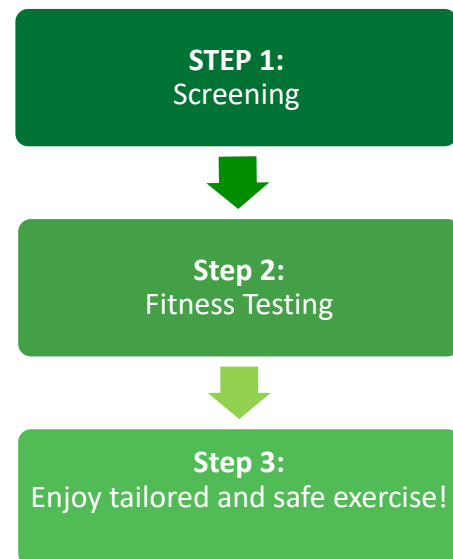 STEP 1:
Screening
Step 2:
Fitness Testing
Step 3:
Enjoy tailored and safe exercise!